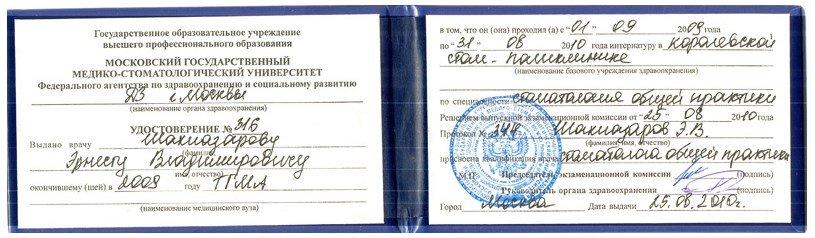 Государственное образовательное учреждение
высшего профессионального образования
МОСКОВСКИЙ ГОСУДАРСТВЕННЫЙ
МЕДИКО-СТОМАТОЛОГИЧЕСКИЙ УНИВЕРСИТЕТ
Федерального агентства по здравоохранению и социальному развитию
ДЗ г. Москвы
(наименование органа здравоохранения)
УДОСТОВЕРЕНИЕ № 316
Выдано врачу Шахназарову
(фамилия)
Эрнесту Владимировичу
(имя, отчество)
окончившему (шей) в 2009 году ТГМА
(наименование медицинского вуза)
в том, что он (она) проходил (а) с "01 - 09 2009 года
по "31 - 08 2010 года интернатуру в королевской
стом - поликлинике
(наименование базового учреждения здравоохранения)
по специальности стоматология общей практики
Решением выпускной экзаменационной комиссии от "25 - 08 2010
Протокол № 344 Шахназаров Э.В.
(фамилия, имя, отчество)
присвоена квалификация врача стоматолога общей практики
М.П. Председатель экзаменационной комиссии (подпись)
Руководитель органа здравоохранения (подпись)
Город Москва Дата выдачи 25.08.2010г.